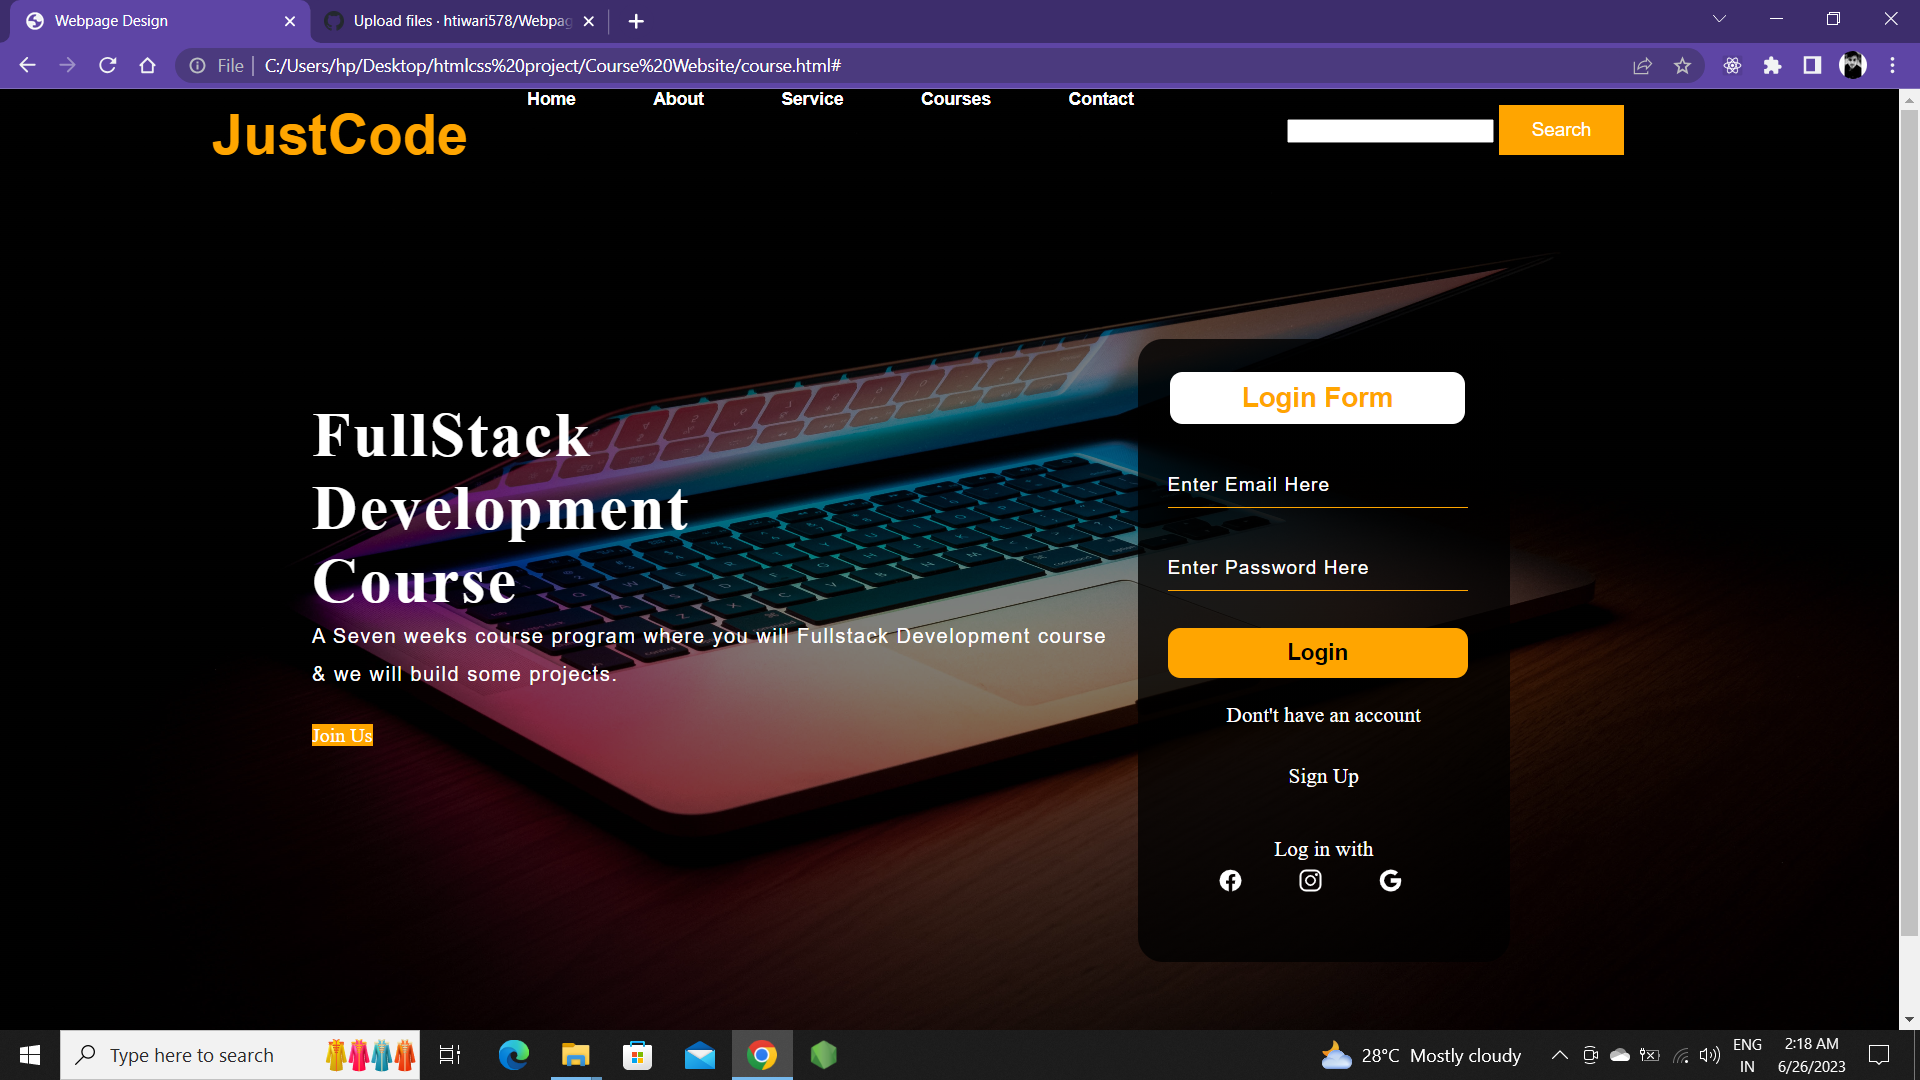 Webpage Design
Upload files · htiwari578/Webpag
File
C:/Users/hp/Desktop/htmlcss%20project/Course%20Website/course.html#
JustCode
Home About Service Courses Contact
Search
FullStack
Development
Course
A Seven weeks course program where you will Fullstack Development course
& we will build some projects.
Join Us
Login Form
Enter Email Here
Enter Password Here
Login
Dont't have an account
Sign Up
Log in with
Type here to search
28°C Mostly cloudy
ENG
IN
2:18 AM
6/26/2023